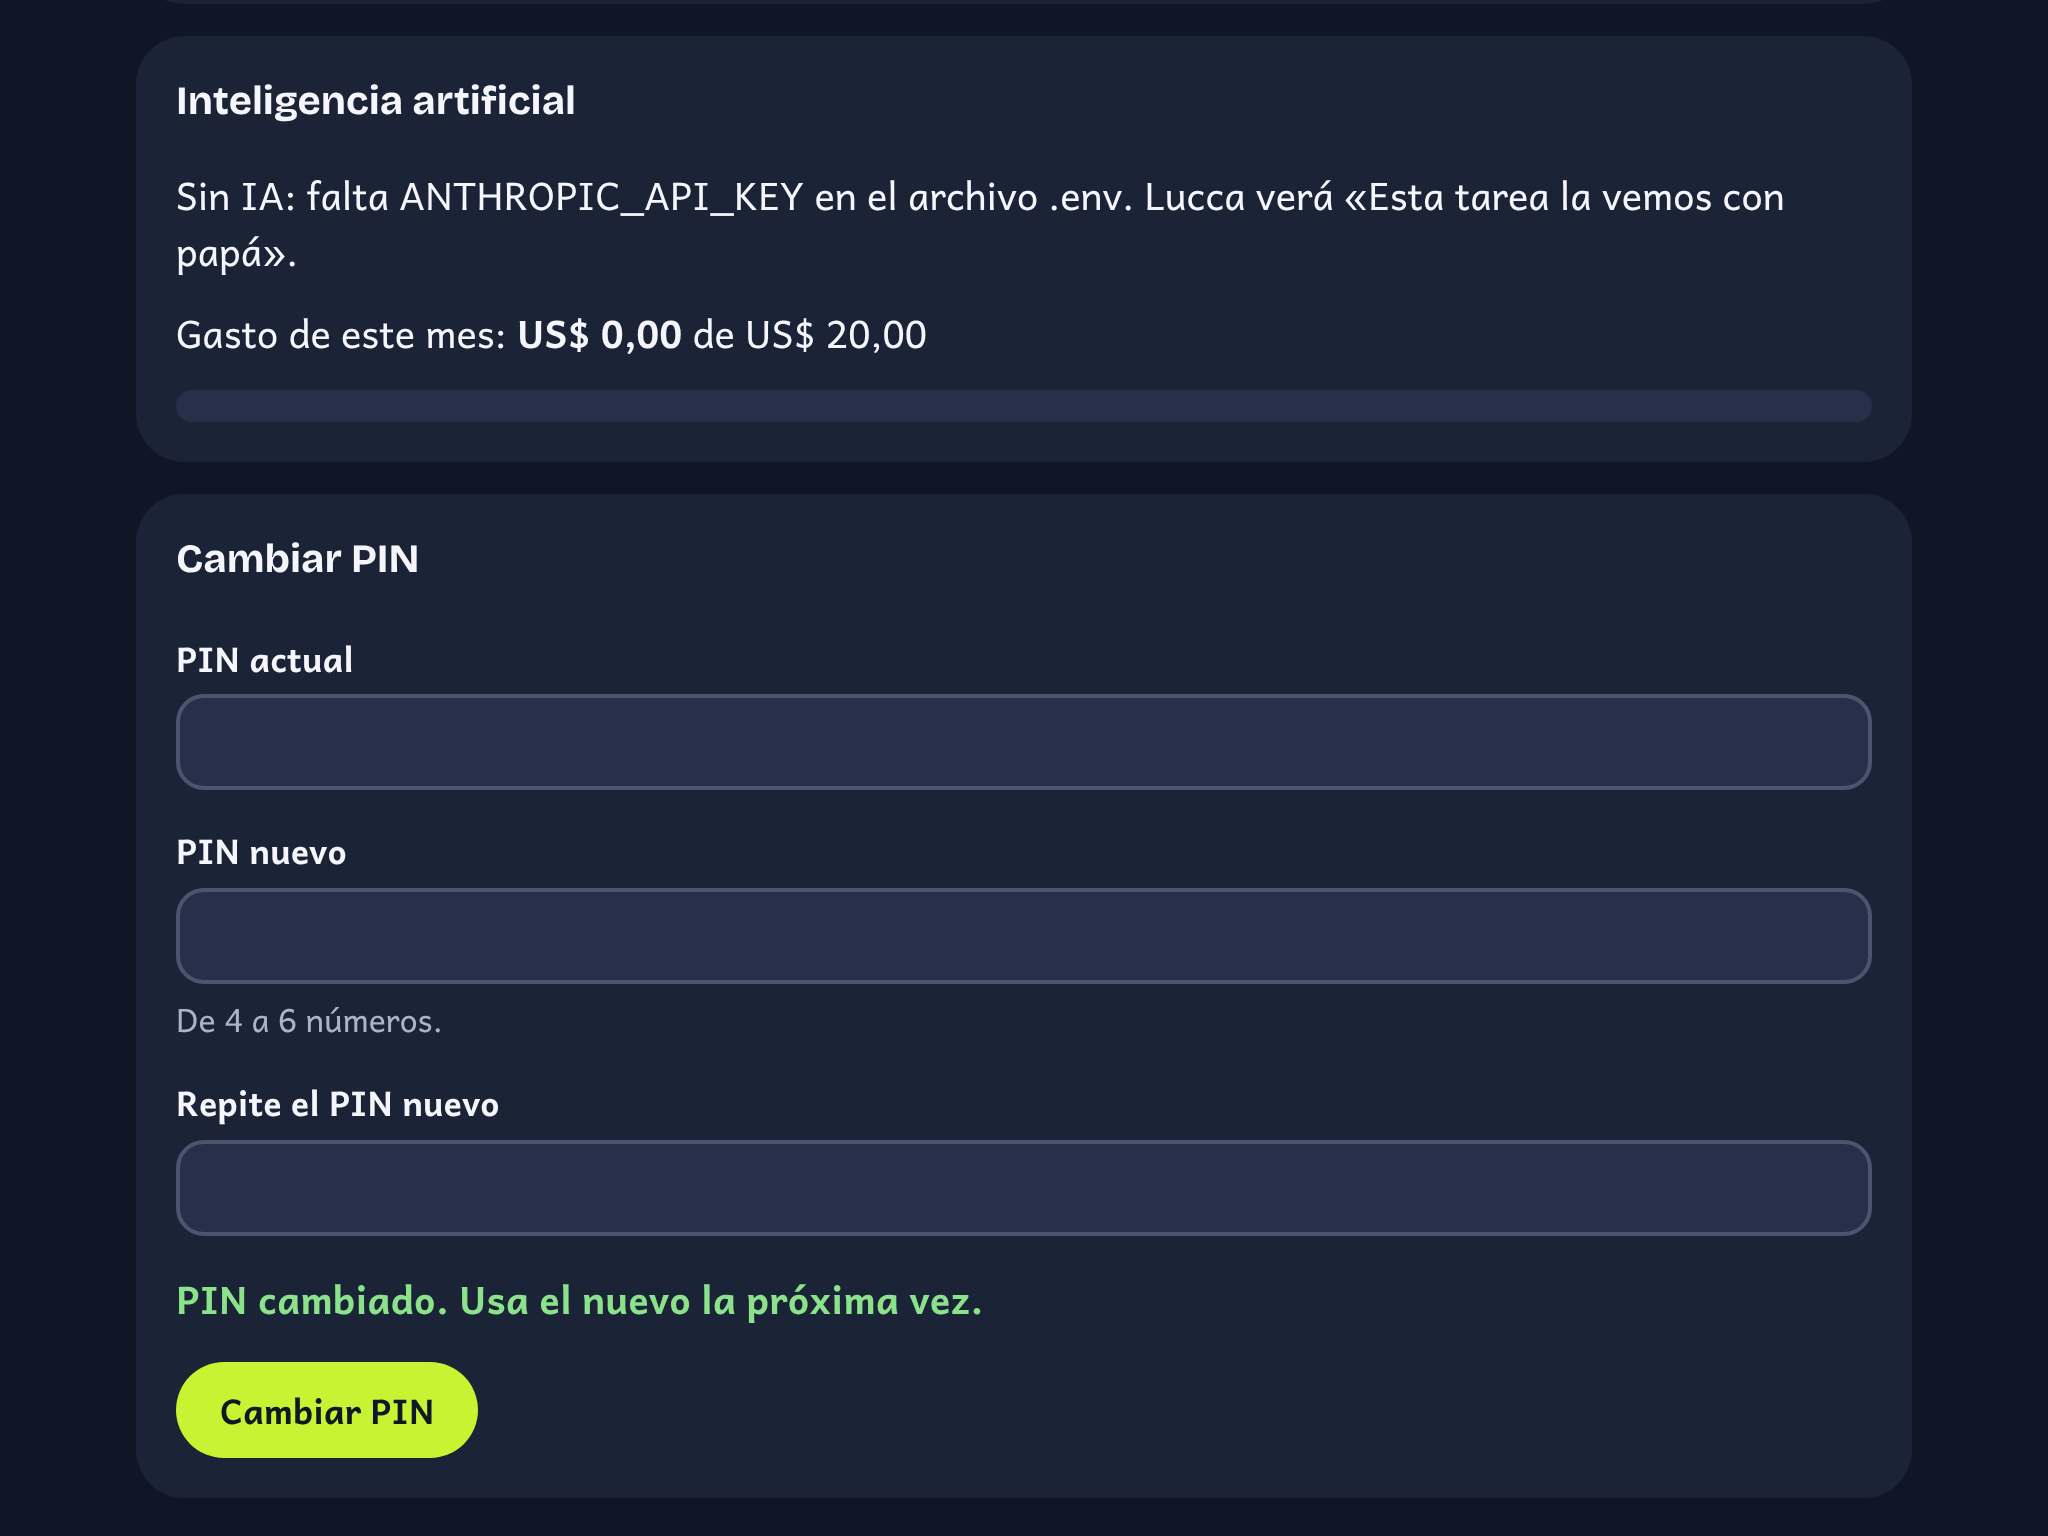 Inteligencia artificial
Sin IA: falta ANTHROPIC_API_KEY en el archivo .env. Lucca verá «Esta tarea la vemos con
papá».
Gasto de este mes: US$ 0,00 de US$ 20,00
Cambiar PIN
PIN actual
PIN nuevo
De 4 a 6 números.
Repite el PIN nuevo
PIN cambiado. Usa el nuevo la próxima vez.
Cambiar PIN